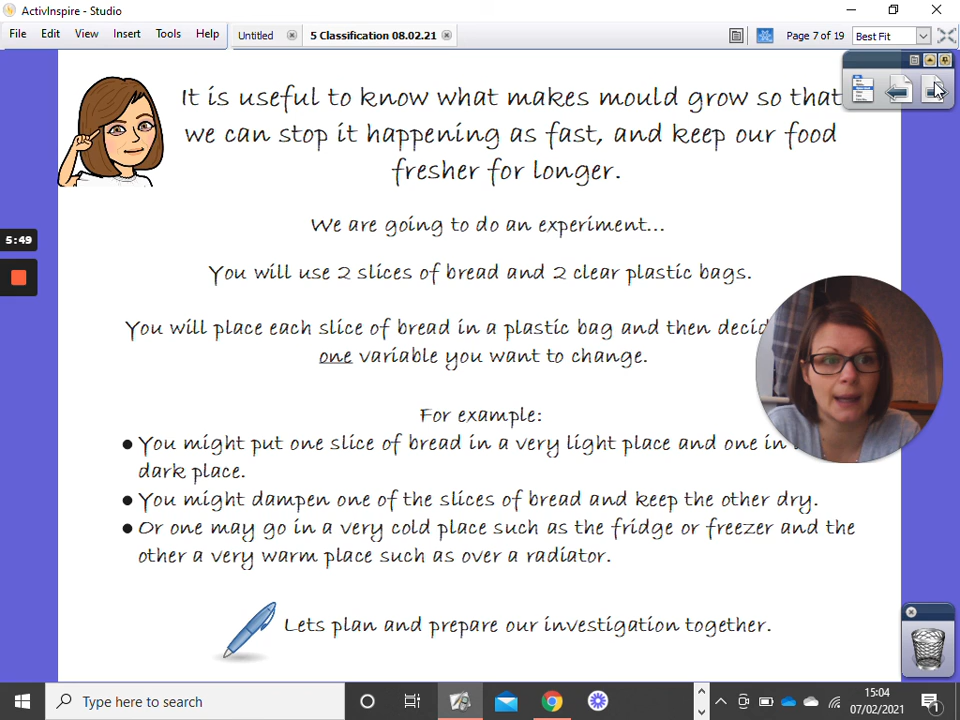 ActivInspire - Studio
File Edit View Insert Tools Help Untitled 5 Classification 08.02.21 Page 7 of 19 Best Fit
It is useful to know what makes mould grow so that
we can stop it happening as fast, and keep our food
fresher for longer.
We are going to do an experiment...
5:49
You will use 2 slices of bread and 2 clear plastic bags.
You will place each slice of bread in a plastic bag and then
one variable you want to change.
For example:
• You might put one slice of bread in a very light place and one in
dark place.
• You might dampen one of the slices of bread and keep the other dry.
• Or one may go in a very cold place such as the fridge or freezer and the
other a very warm place such as over a radiator.
Lets plan and prepare our investigation together.
Type here to search
15:04
07/02/2021
1